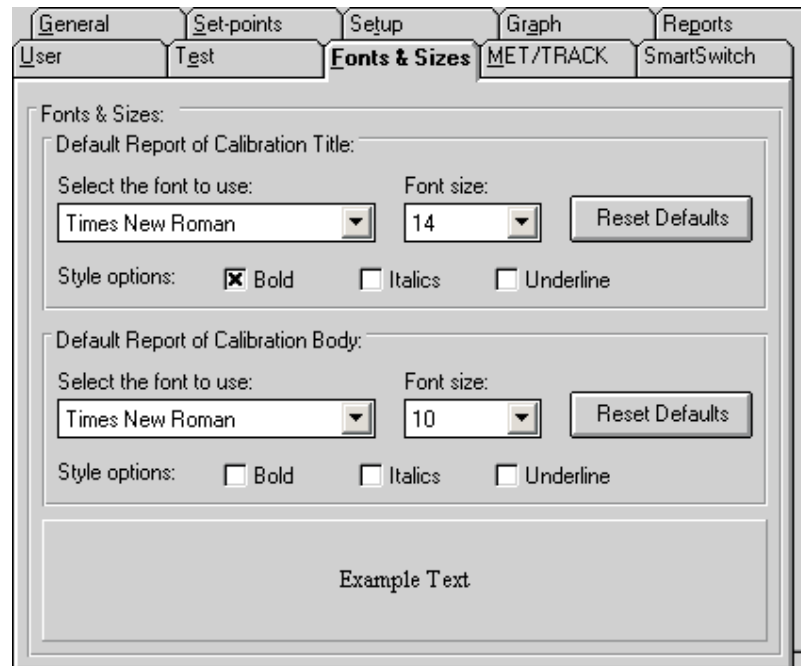 General Set-points Setup Graph Reports
User Test Fonts & Sizes MET/TRACK SmartSwitch
Fonts & Sizes:
Default Report of Calibration Title:
Select the font to use: Font size:
Times New Roman 14 Reset Defaults
Style options: Bold Italics Underline
Default Report of Calibration Body:
Select the font to use: Font size:
Times New Roman 10 Reset Defaults
Style options: Bold Italics Underline
Example Text